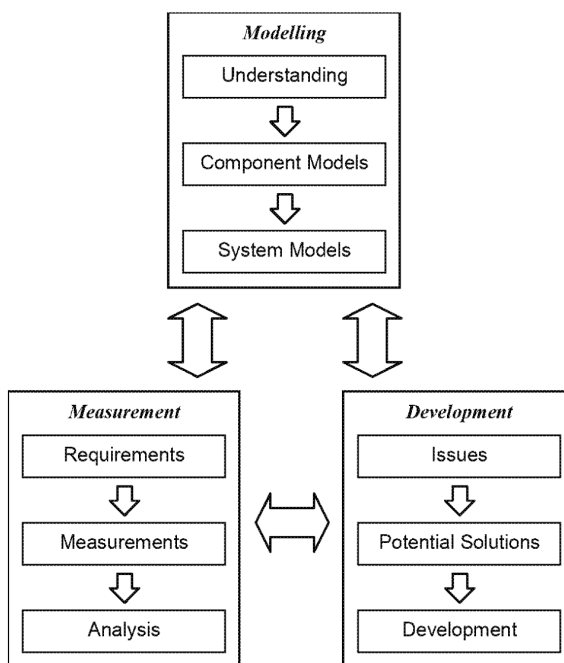 Modelling
Understanding
Component Models
System Models
Measurement
Requirements
Measurements
Analysis
Development
Issues
Potential Solutions
Development